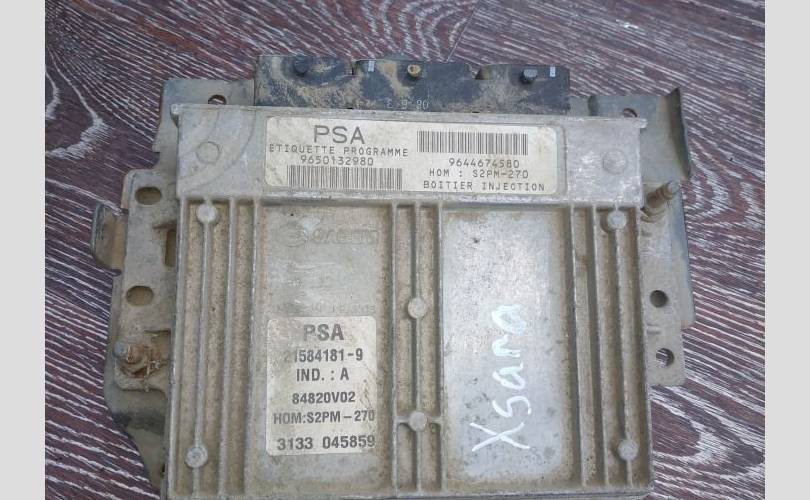 PSA
ETIQUETTE PROGRAMME
9650132980
9644674580
HOM : S2PM-270
BOITIER INJECTION
PSA
21584181-9
IND. : A
84820V02
HOM:S2PM-270
3133 045859
Xsara